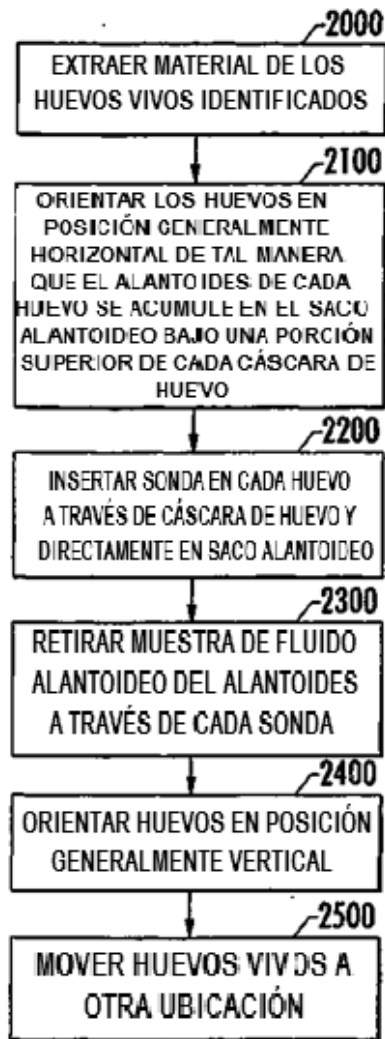 2000
EXTRAER MATERIAL DE LOS
HUEVOS VIVOS IDENTIFICADOS
2100
ORIENTAR LOS HUEVOS EN
POSICIÓN GENERALMENTE
HORIZONTAL DE TAL MANERA
QUE EL ALANTOIDES DE CADA
HUEVO SE ACUMULE EN EL SACO
ALANTOIDEO BAJO UNA PORCIÓN
SUPERIOR DE CADA CÁSCARA DE
HUEVO
2200
INSERTAR SONDA EN CADA HUEVO
A TRAVÉS DE CÁSCARA DE HUEVO Y
DIRECTAMENTE EN SACO ALANTOIDEO
2300
RETIRAR MUESTRA DE FLUIDO
ALANTOIDEO DEL ALANTOIDES
A TRAVÉS DE CADA SONDA
2400
ORIENTAR HUEVOS EN POSICIÓN
GENERALMENTE VERTICAL
2500
MOVER HUEVOS VIVOS A
OTRA UBICACIÓN